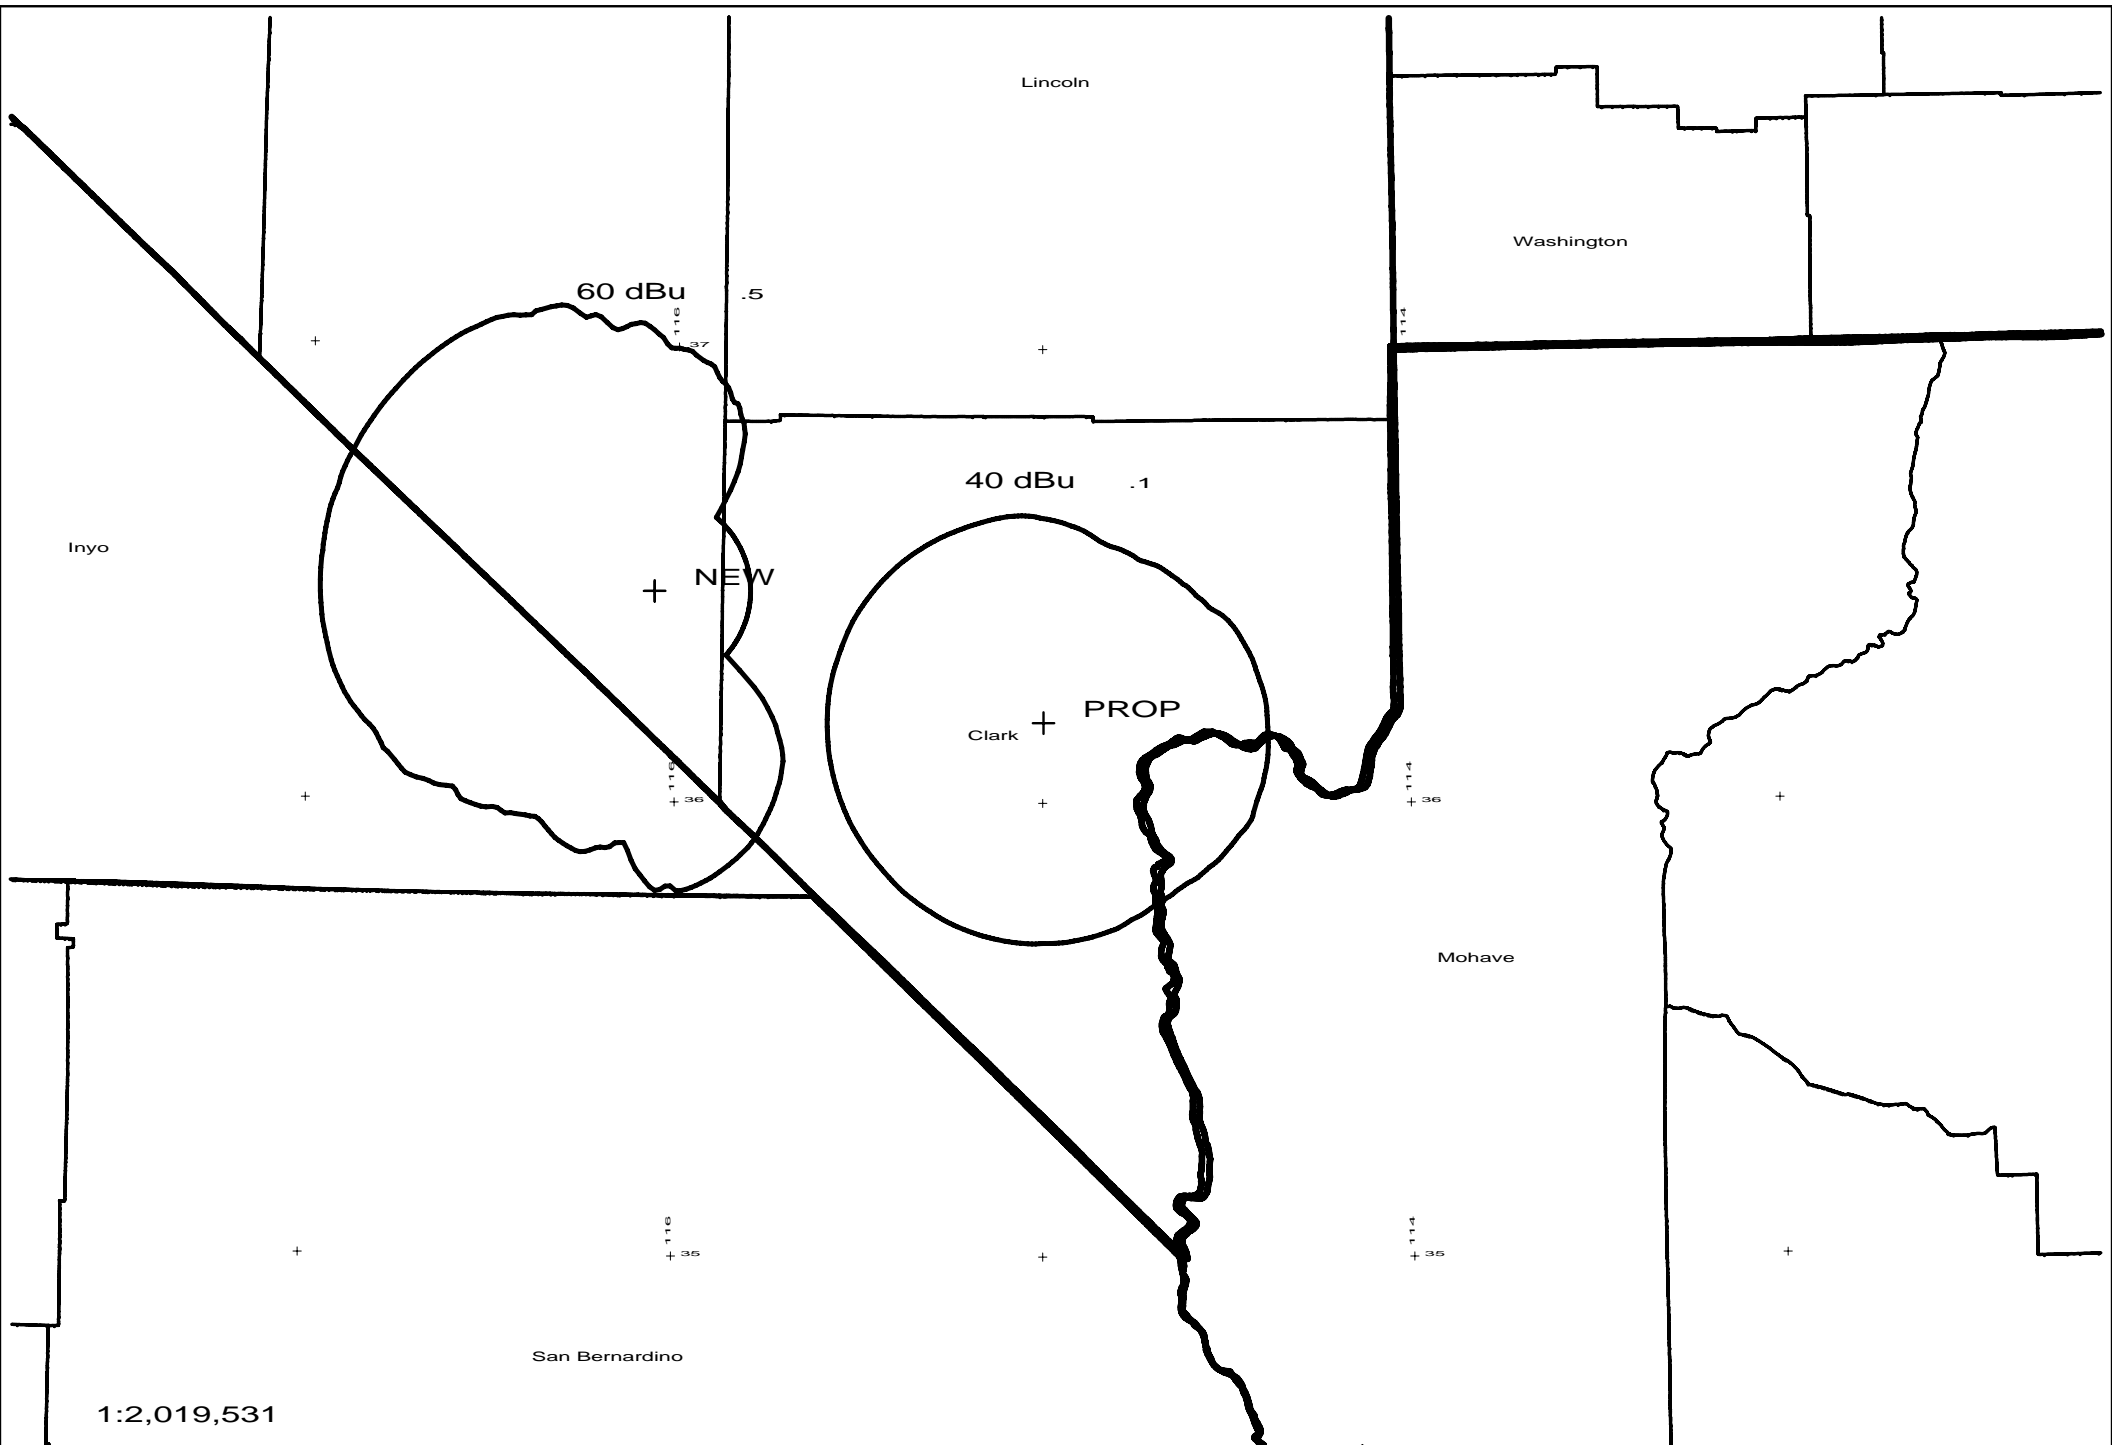 Lincoln
Washington
60 dBu .5
116
37
114
40 dBu .1
Inyo
NEW
PROP
Clark
116
36
114
36
Mohave
116
35
114
35
San Bernardino
1:2,019,531